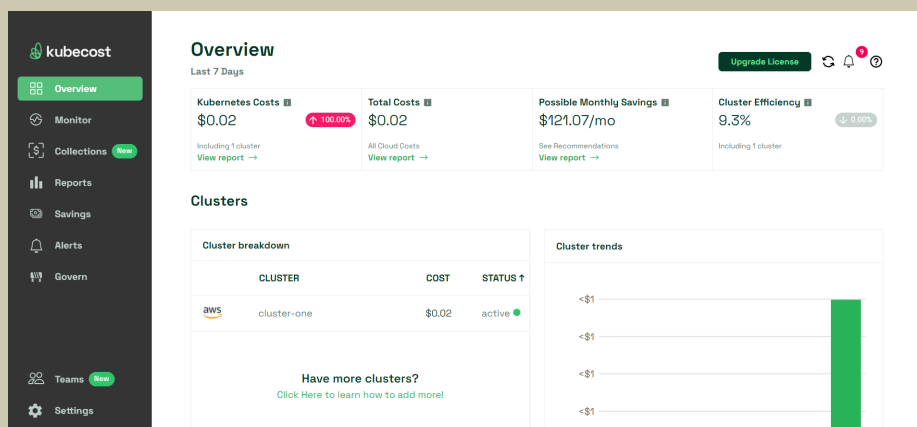 kubecost
Overview
Monitor
Collections New
Reports
Savings
Alerts
Govern
Teams New
Settings
Overview
Last 7 Days
Upgrade License
9
Kubernetes Costs
$0.02
↑ 100.00%
Including 1 cluster
View report →
Total Costs
$0.02
All Cloud Costs
View report →
Possible Monthly Savings
$121.07/mo
See Recommendations
View report →
Cluster Efficiency
9.3%
↓ 0.00%
Including 1 cluster
Clusters
Cluster breakdown
CLUSTER COST STATUS ↑
aws cluster-one $0.02 active
Have more clusters?
Click Here to learn how to add more!
Cluster trends
<$1
<$1
<$1
<$1